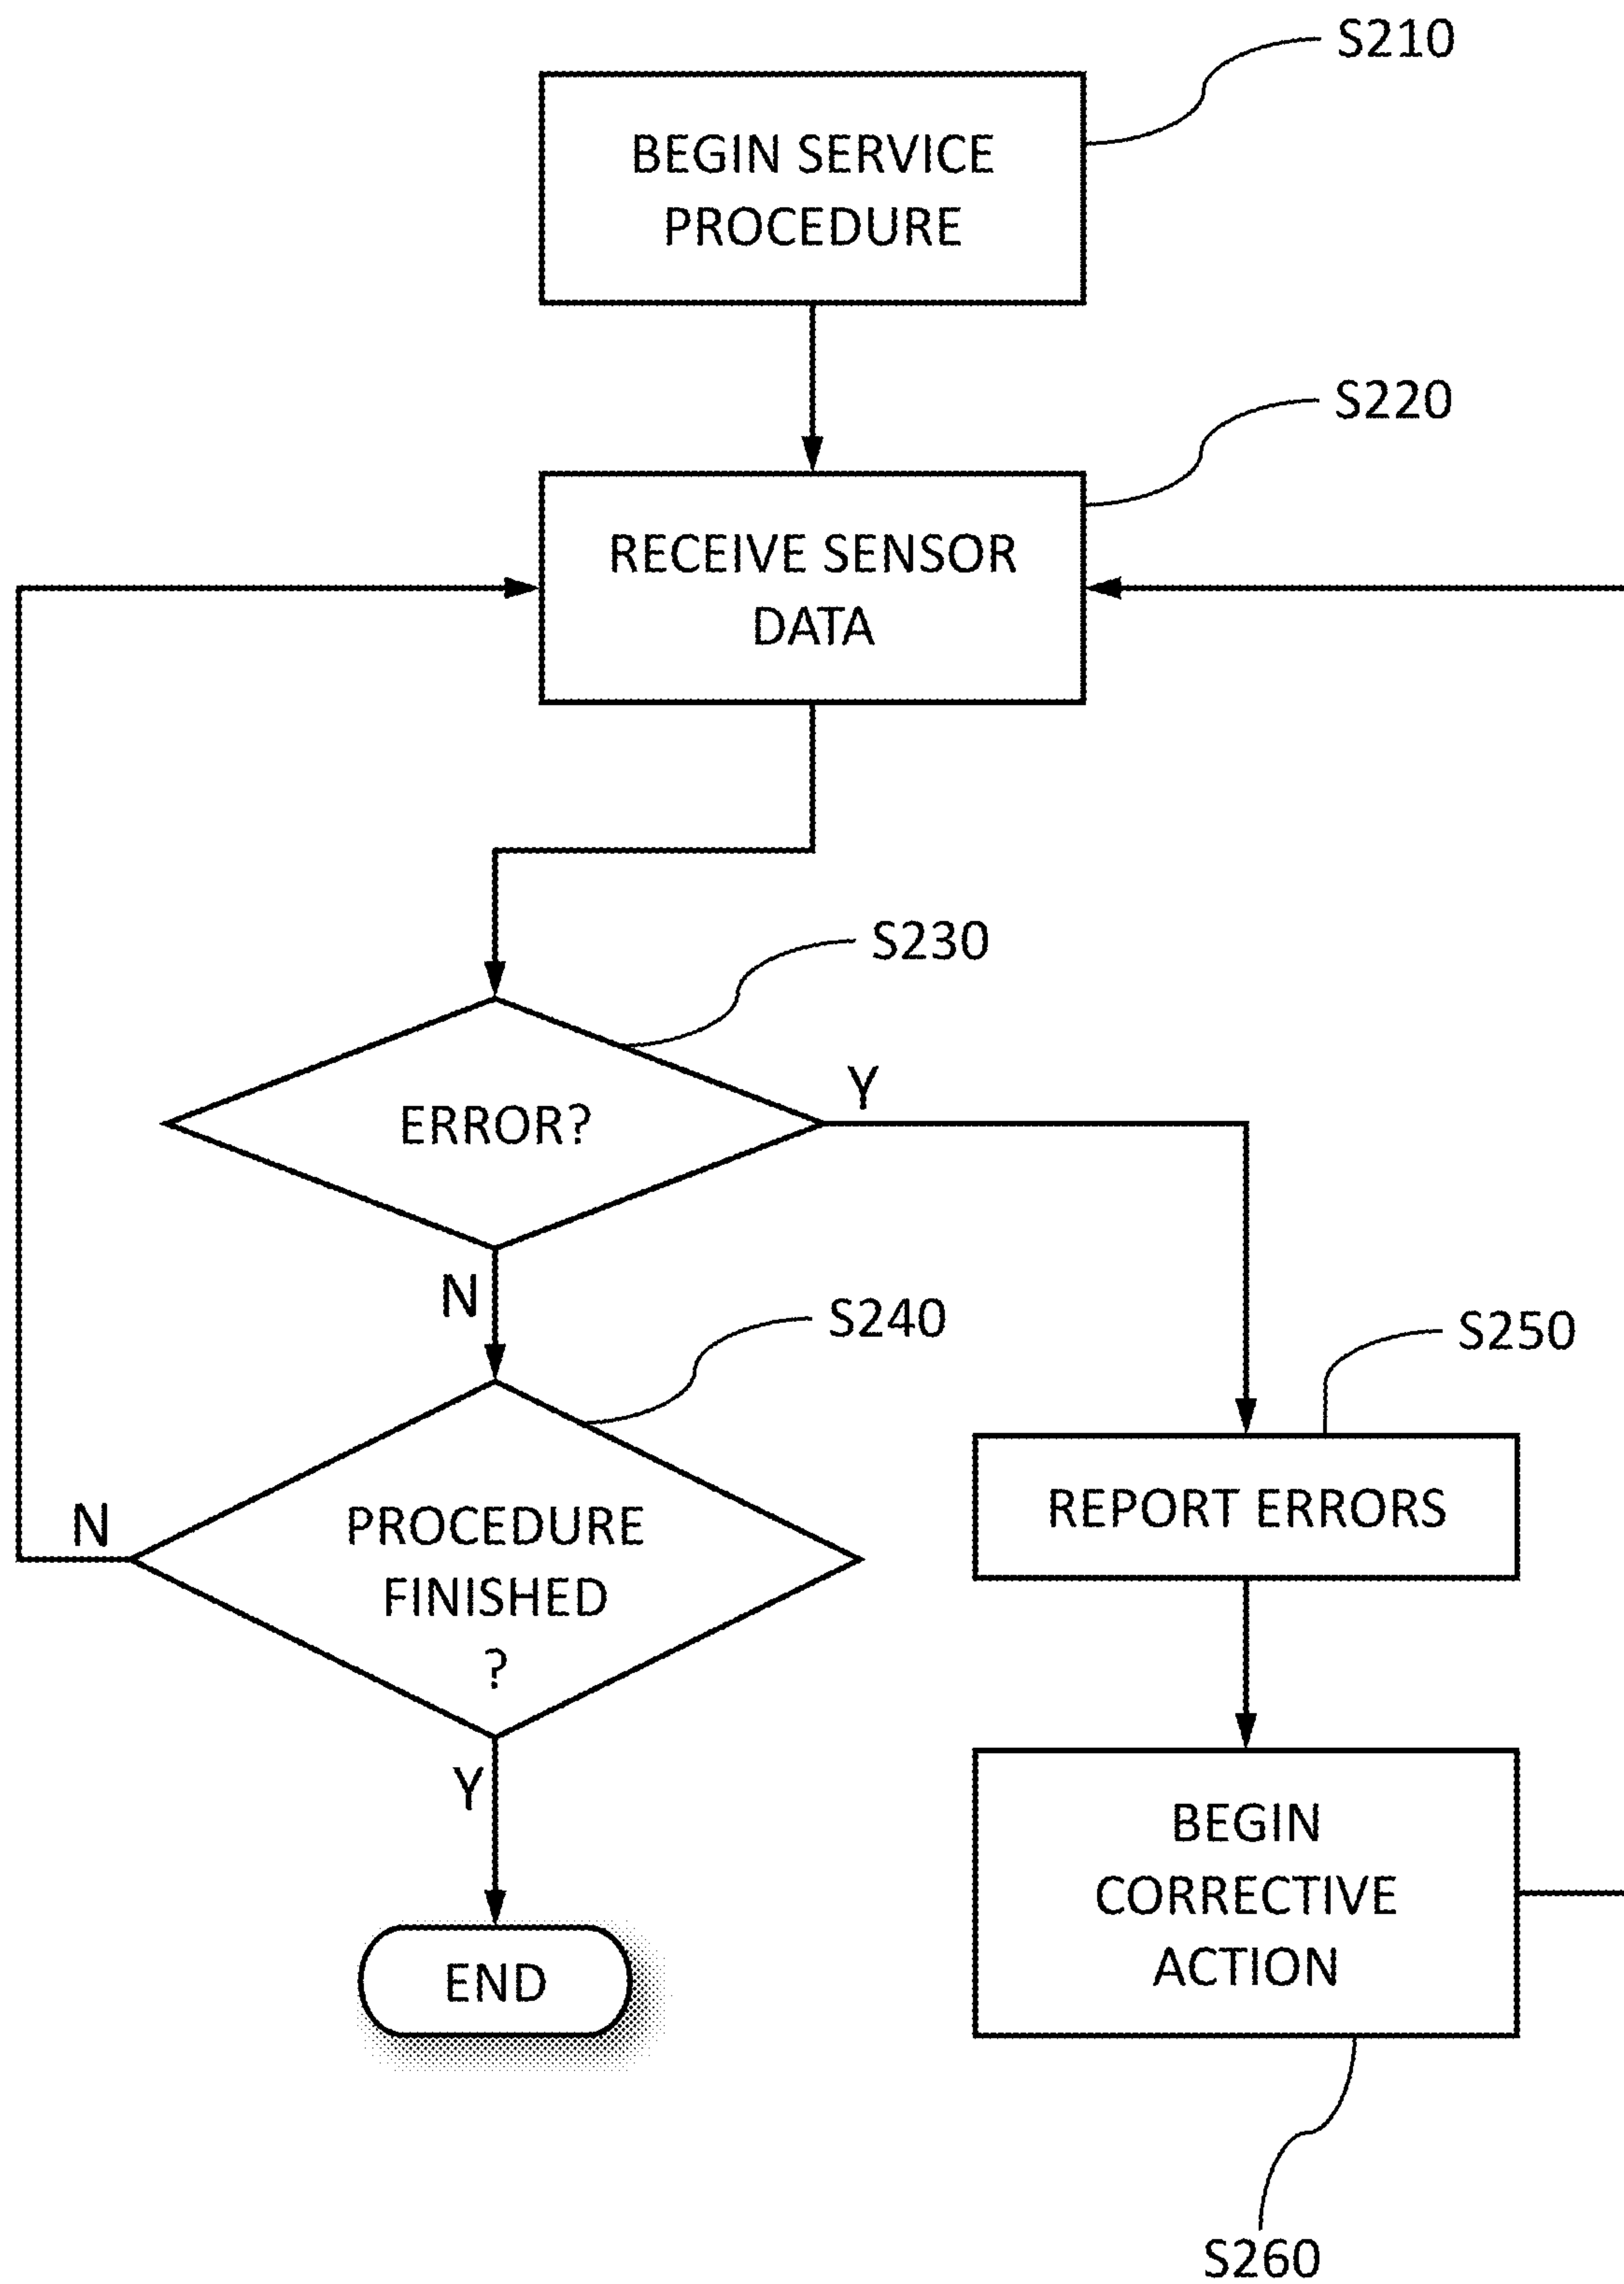 S210
BEGIN SERVICE
PROCEDURE
S220
RECEIVE SENSOR
DATA
S230
ERROR?
Y
N
S240
PROCEDURE
FINISHED
?
N
Y
END
S250
REPORT ERRORS
BEGIN
CORRECTIVE
ACTION
S260